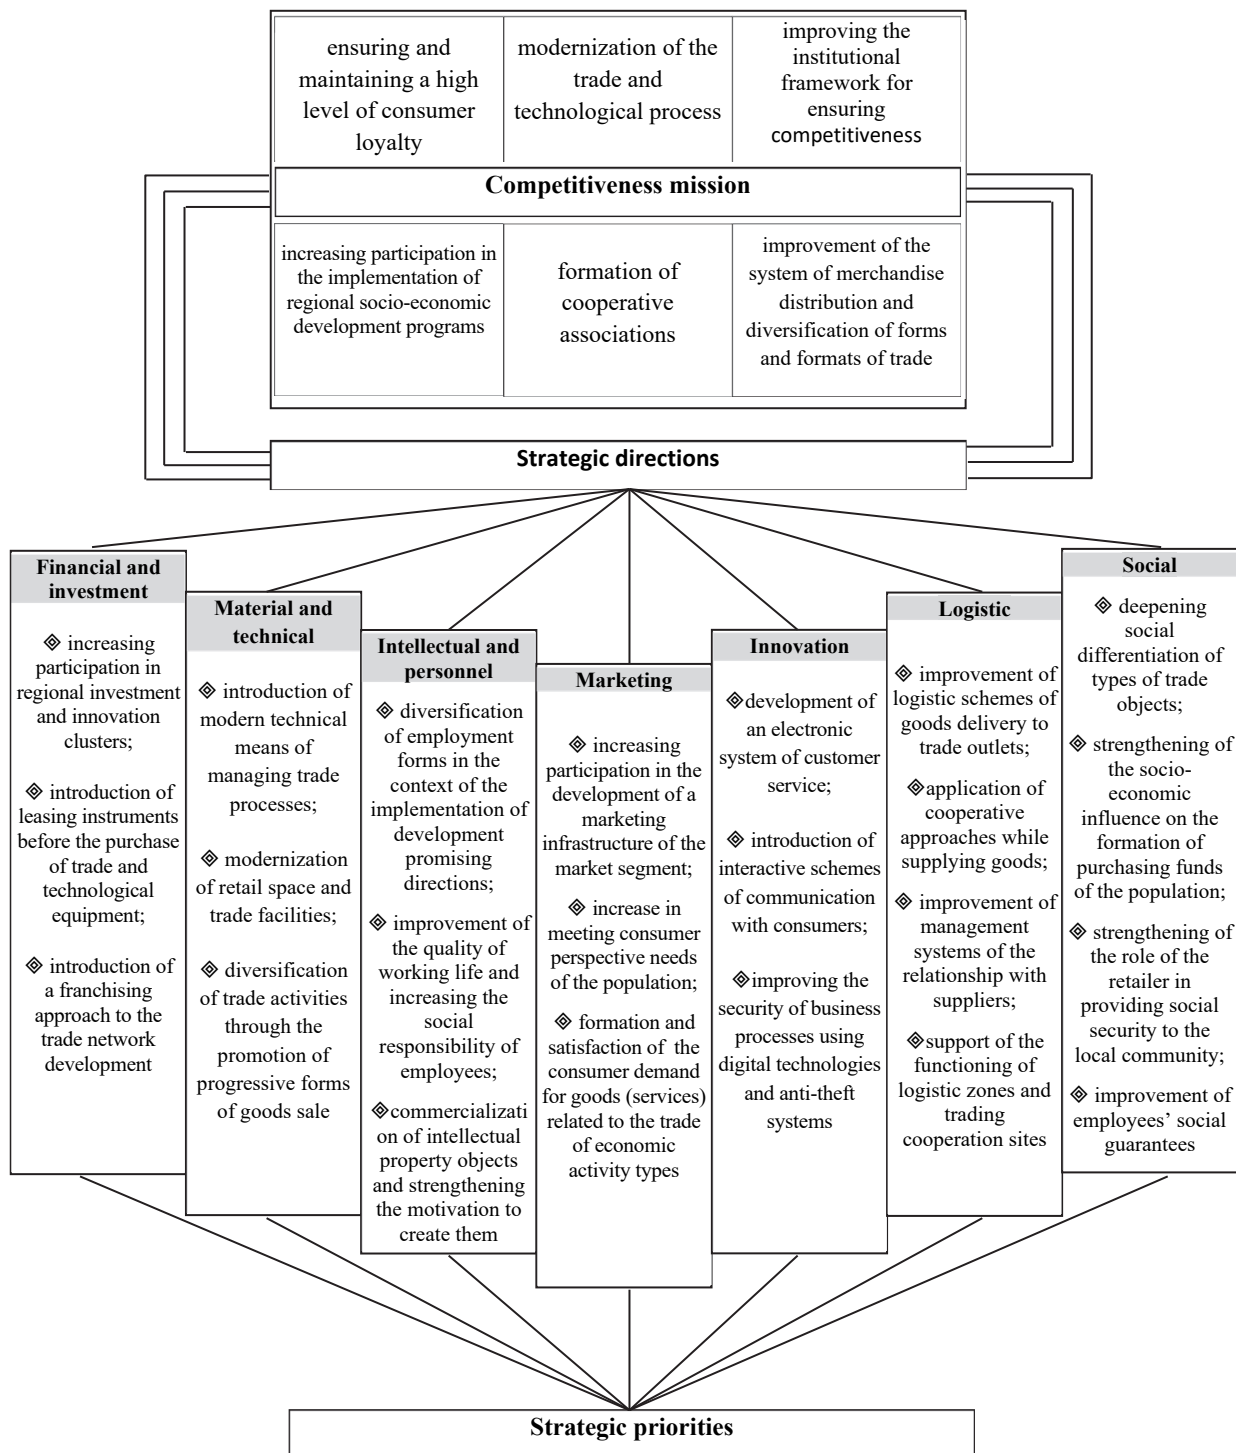 ensuring and
maintaining a high
level of consumer
loyalty
modernization of the
trade and
technological process
improving the
institutional
framework for
ensuring
competitiveness
Competitiveness mission
increasing participation in
the implementation of
regional socio-economic
development programs
formation of
cooperative
associations
improvement of the
system of merchandise
distribution and
diversification of forms
and formats of trade
Strategic directions
Financial and
investment
◈ increasing
participation in
regional investment
and innovation
clusters;
◈ introduction of
leasing instruments
before the purchase
of trade and
technological
equipment;
◈ introduction of
a franchising
approach to the
trade network
development
Material and
technical
◈ introduction of
modern technical
means of
managing trade
processes;
◈ modernization
of retail space and
trade facilities;
◈ diversification
of trade activities
through the
promotion of
progressive forms
of goods sale
Intellectual and
personnel
◈ diversification
of employment
forms in the
context of the
implementation of
development
promising
directions;
◈ improvement of
the quality of
working life and
increasing the
social
responsibility of
employees;
◈commercializati
on of intellectual
property objects
and strengthening
the motivation to
create them
Marketing
◈ increasing
participation in the
development of a
marketing
infrastructure of the
market segment;
◈ increase in
meeting consumer
perspective needs
of the population;
◈ formation and
satisfaction of the
consumer demand
for goods (services)
related to the trade
of economic
activity types
Innovation
◈development of
an electronic
system of customer
service;
◈ introduction of
interactive schemes
of communication
with consumers;
◈improving the
security of business
processes using
digital technologies
and anti-theft
systems
Logistic
◈ improvement of
logistic schemes of
goods delivery to
trade outlets;
◈application of
cooperative
approaches while
supplying goods;
◈ improvement of
management
systems of the
relationship with
suppliers;
◈support of the
functioning of
logistic zones and
trading
cooperation sites
Social
◈ deepening
social
differentiation of
types of trade
objects;
◈ strengthening of
the socio-
economic
influence on the
formation of
purchasing funds
of the population;
◈ strengthening of
the role of the
retailer in
providing social
security to the
local community;
◈ improvement of
employees’ social
guarantees
Strategic priorities